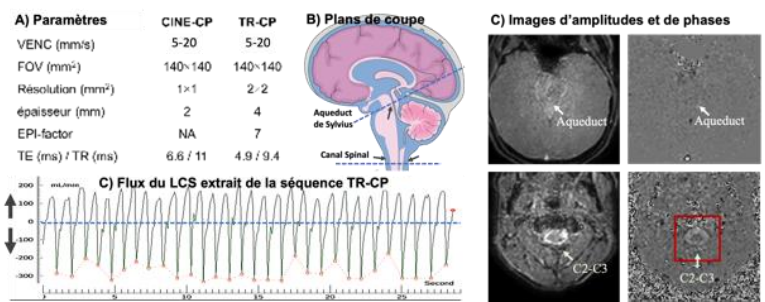 A) Paramètres
CINE-CP TR-CP
VENC (mm/s) 5-20 5-20
FOV (mm²) 140×140 140×140
Résolution (mm²) 1×1 2×2
épaisseur (mm) 2 4
EPI-factor NA 7
TE (ms) / TR (ms) 6.6 / 11 4.9 / 9.4
B) Plans de coupe
Aqueduct
de Sylvius
Canal Spinal
C) Images d'amplitudes et de phases
Aqueduct
Aqueduct
C2-C3
C2-C3
C) Flux du LCS extrait de la séquence TR-CP
mL/min
200
100
0
-100
-200
-300
0 5 10 15 20 25
Second